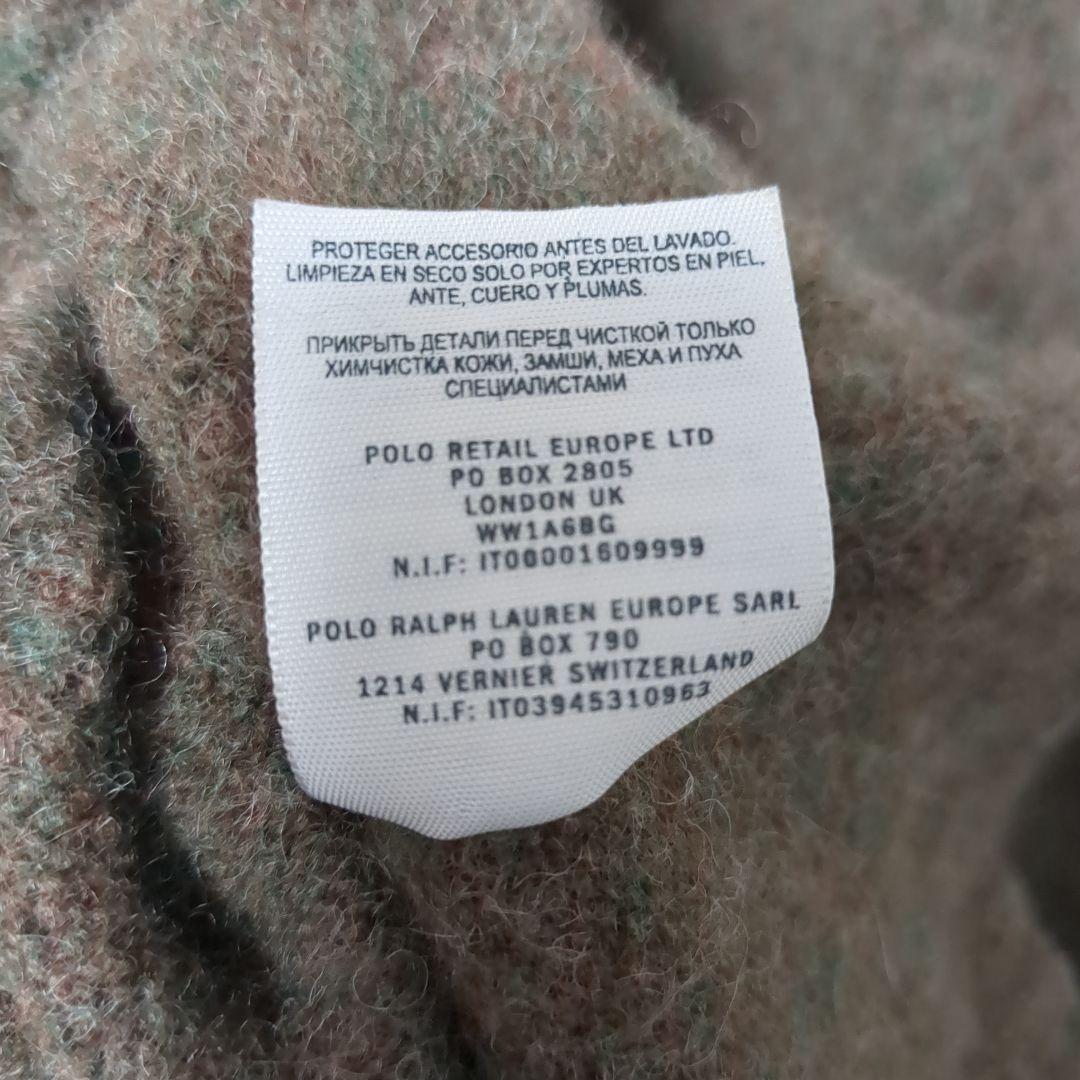 PROTEGER ACCESORIO ANTES DEL LAVADO.
LIMPIEZA EN SECO SOLO POR EXPERTOS EN PIEL,
ANTE, CUERO Y PLUMAS.
ПРИКРЫТЬ ДЕТАЛИ ПЕРЕД ЧИСТКОЙ ТОЛЬКО
ХИМЧИСТКА КОЖИ, ЗАМШИ, МЕХА И ПУХА
СПЕЦИАЛИСТАМИ
POLO RETAIL EUROPE LTD
PO BOX 2805
LONDON UK
WW1A6BG
N.I.F: IT00001609999
POLO RALPH LAUREN EUROPE SARL
PO BOX 790
1214 VERNIER SWITZERLAND
N.I.F: IT03945310963